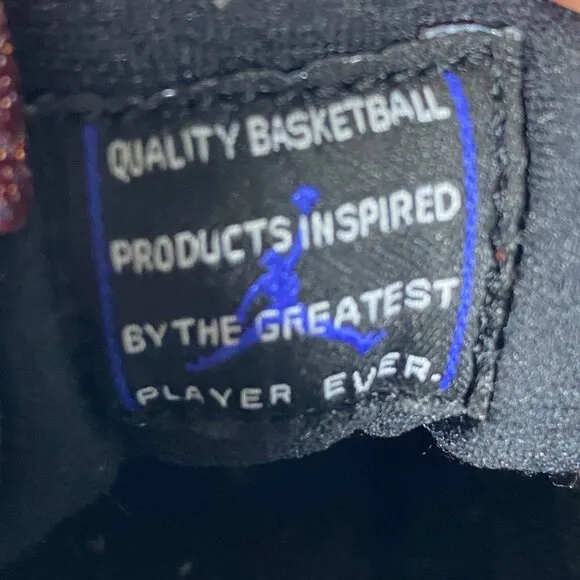 QUALITY BASKETBALL
PRODUCTS INSPIRED
BY THE GREATEST
PLAYER EVER.